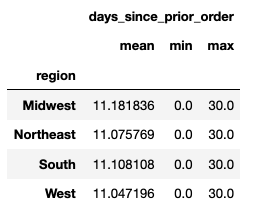 days_since_prior_order
mean min max
region
Midwest 11.181836 0.0 30.0
Northeast 11.075769 0.0 30.0
South 11.108108 0.0 30.0
West 11.047196 0.0 30.0